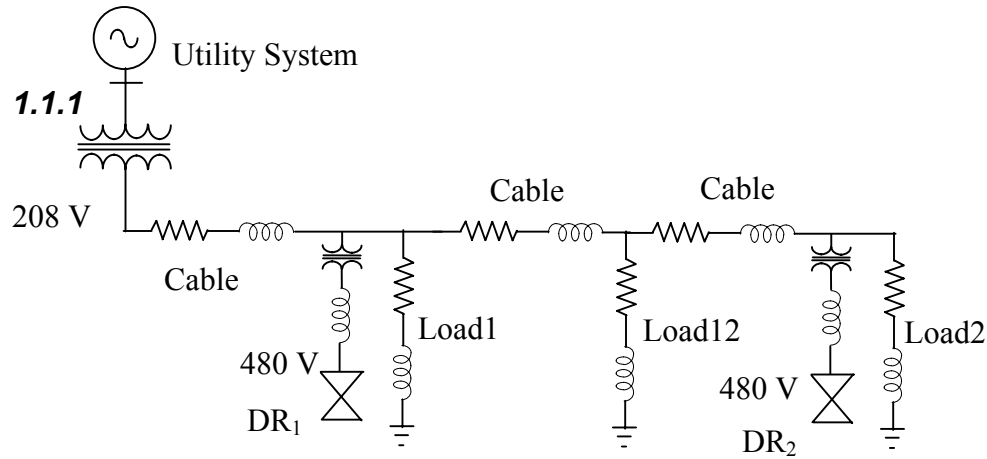 Utility System
1.1.1
208 V
Cable
Cable
Cable
Load1
Load12
Load2
480 V
DR₁
480 V
DR₂